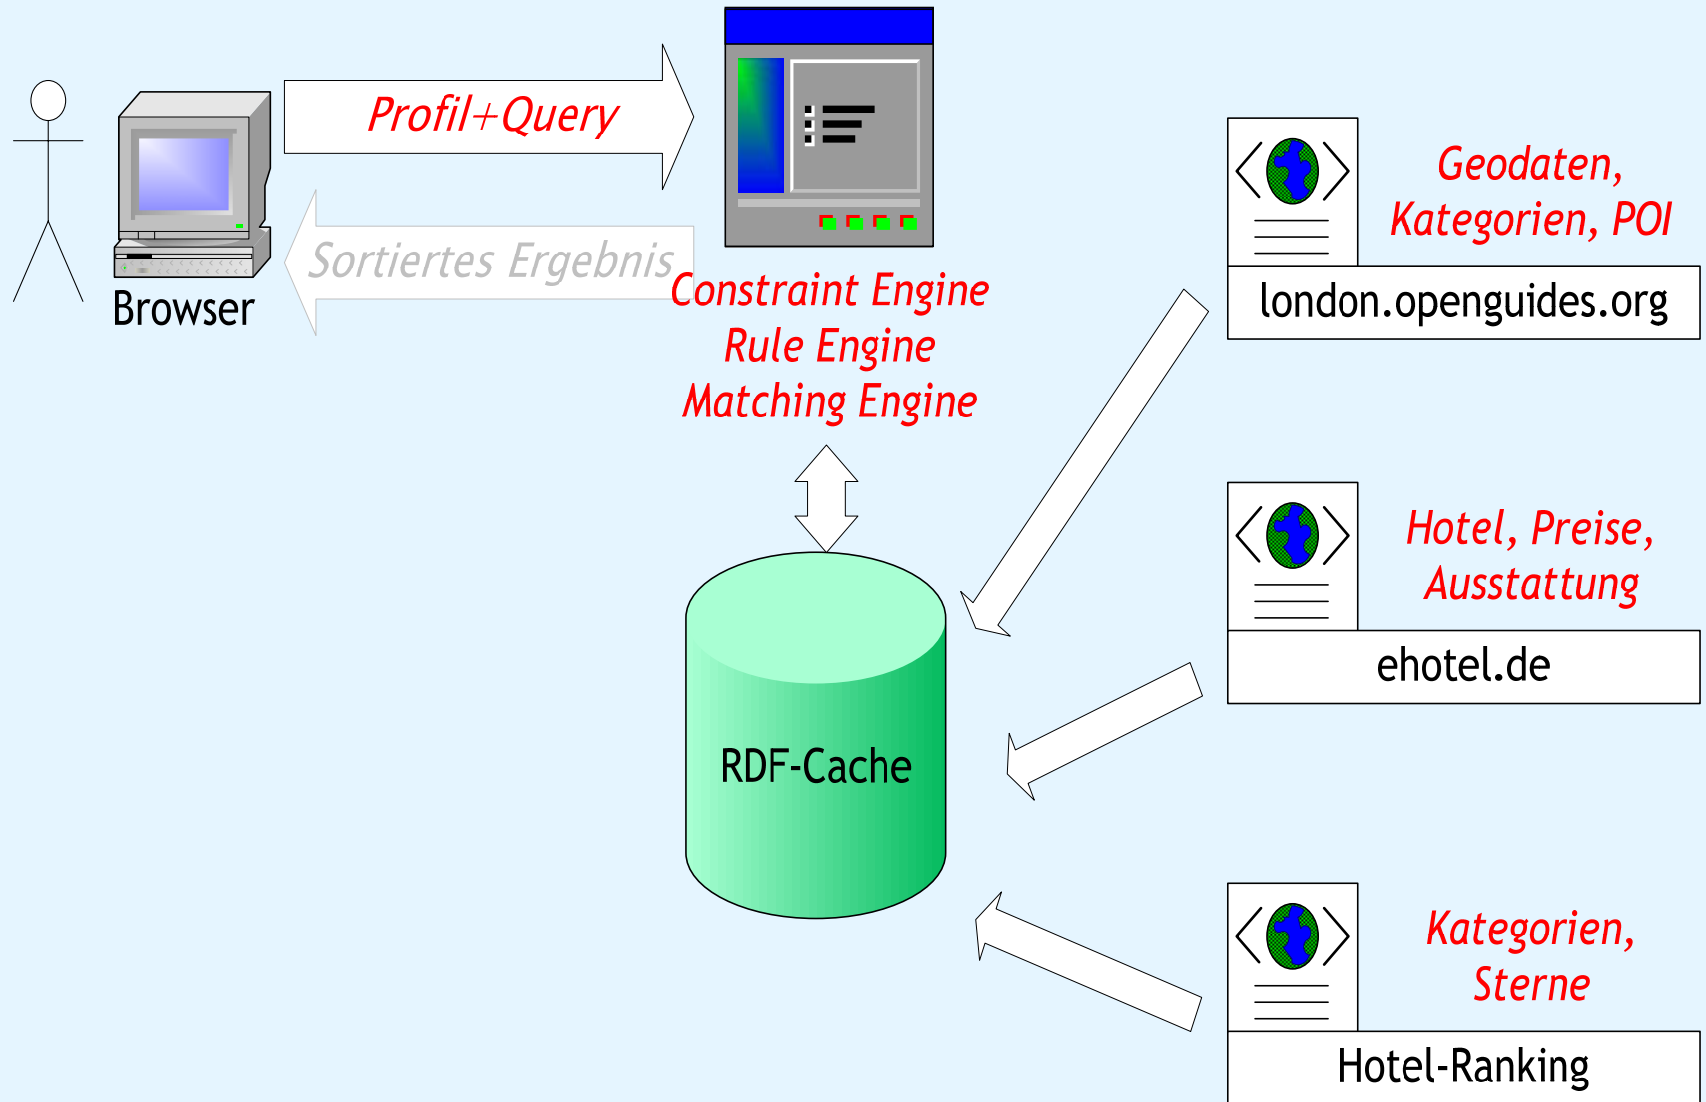 Profil+Query
Sortiertes Ergebnis
Browser
Constraint Engine
Rule Engine
Matching Engine
RDF-Cache
Geodaten,
Kategorien, POI
london.openguides.org
Hotel, Preise,
Ausstattung
ehotel.de
Kategorien,
Sterne
Hotel-Ranking